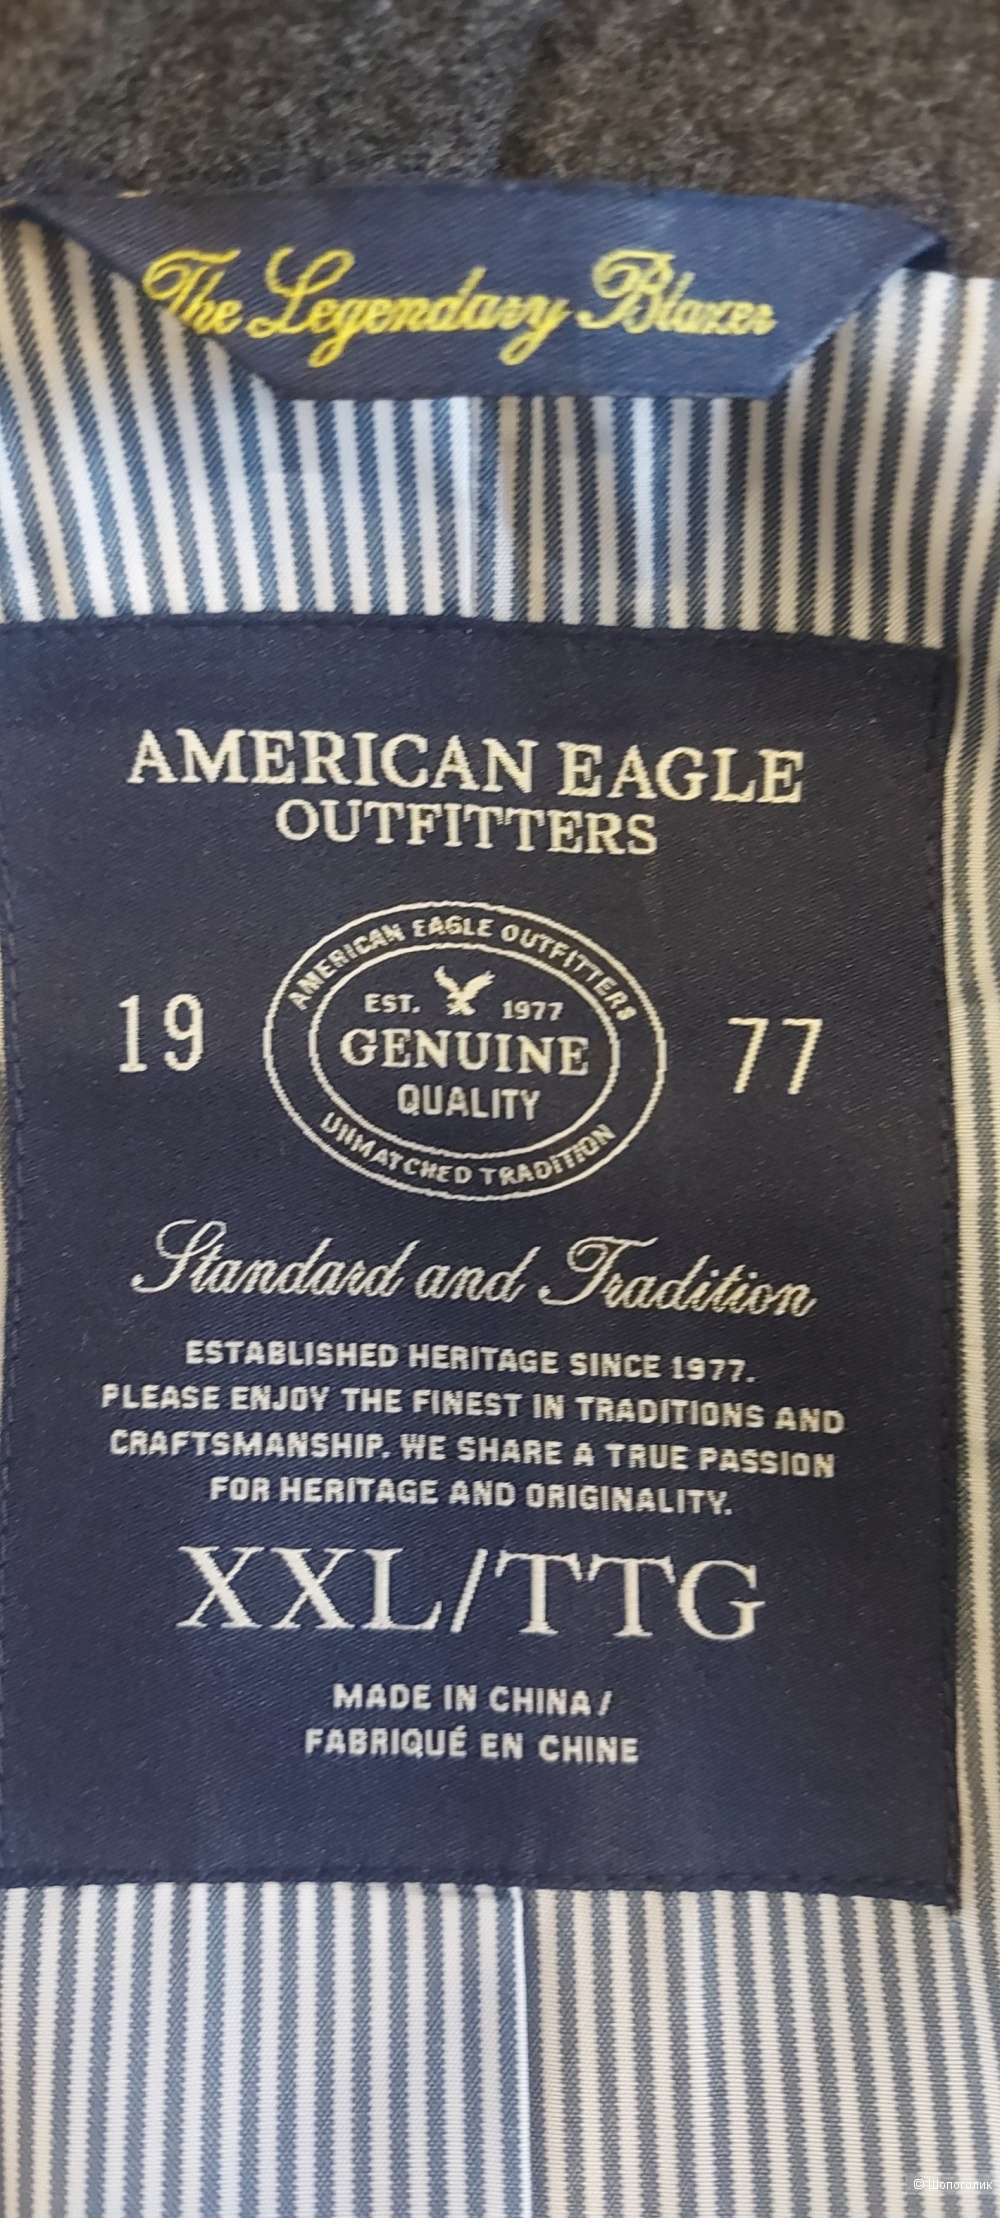 The Legendary Blazer
AMERICAN EAGLE
OUTFITTERS
AMERICAN EAGLE OUTFITTERS
19
EST. 1977
77
GENUINE
QUALITY
UNMATCHED TRADITION
Standard and Tradition
ESTABLISHED HERITAGE SINCE 1977.
PLEASE ENJOY THE FINEST IN TRADITIONS AND
CRAFTSMANSHIP. WE SHARE A TRUE PASSION
FOR HERITAGE AND ORIGINALITY.
XXL/TTG
MADE IN CHINA/
FABRIQUÉ EN CHINE
© Шопоголик